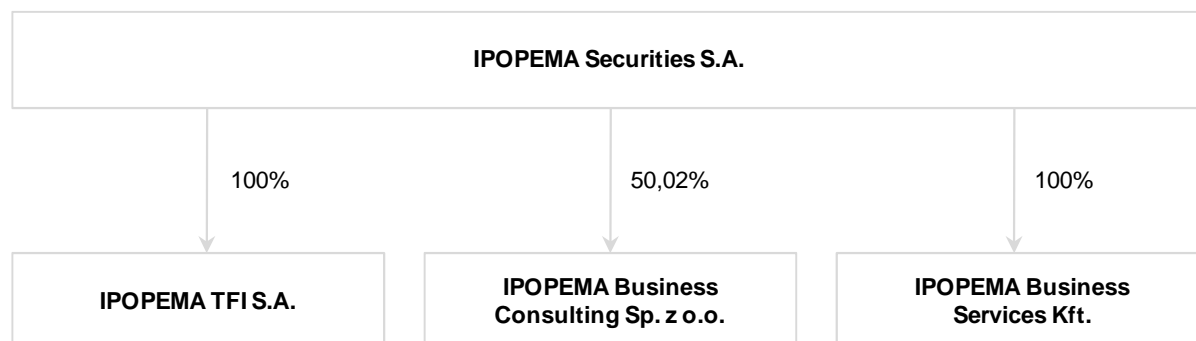 IPOPEMA Securities S.A.
100%
50,02%
100%
IPOPEMA TFI S.A.
IPOPEMA Business
Consulting Sp. z o.o.
IPOPEMA Business
Services Kft.